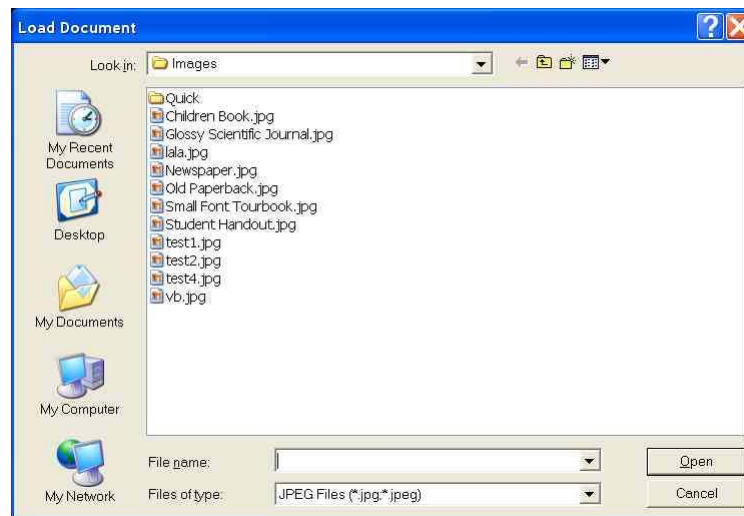 Load Document
Look in: Images
My Recent
Documents
Desktop
My Documents
My Computer
My Network
Quick
Children Book.jpg
Glossy Scientific Journal.jpg
lala.jpg
Newspaper.jpg
Old Paperback.jpg
Small Font Tourbook.jpg
Student Handout.jpg
test1.jpg
test2.jpg
test4.jpg
vb.jpg
File name:
Open
Files of type: JPEG Files (*.jpg,*.jpeg)
Cancel